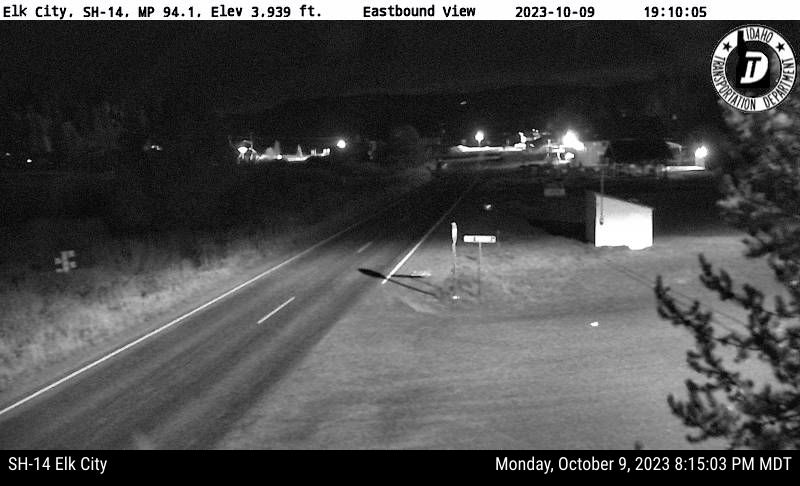 Elk City, SH-14, MP 94.1, Elev 3,939 ft. Eastbound View 2023-10-09 19:10:05
IDAHO
TRANSPORTATION DEPARTMENT
SH-14 Elk City Monday, October 9, 2023 8:15:03 PM MDT